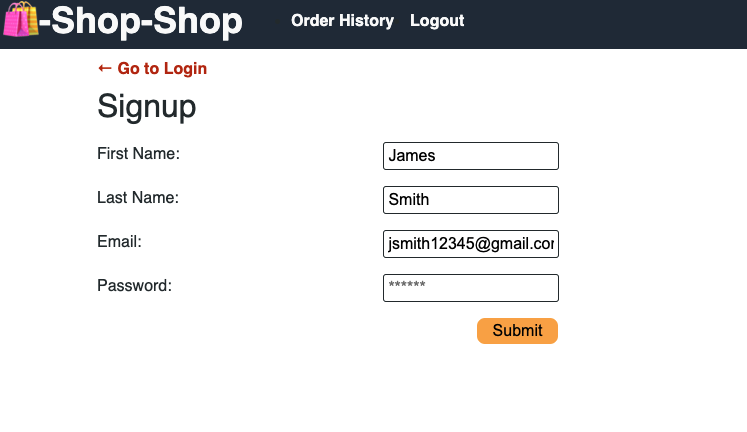 -Shop-Shop Order History Logout
← Go to Login
Signup
First Name: James
Last Name: Smith
Email: jsmith12345@gmail.com
Password: ******
Submit